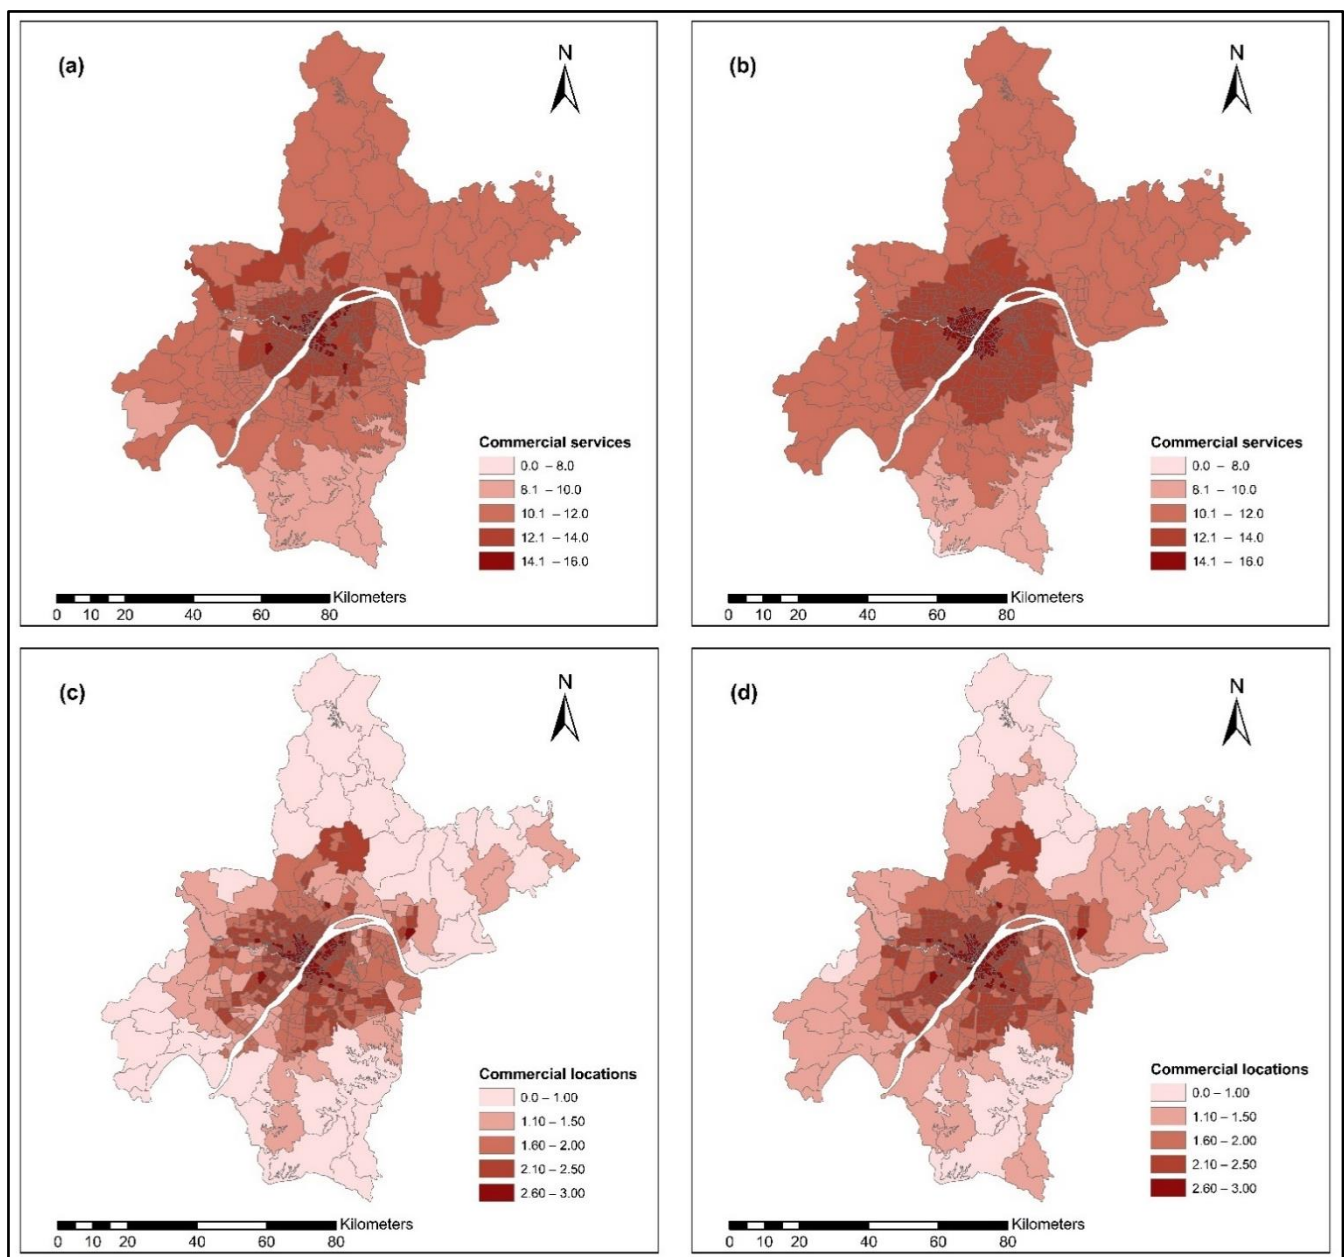 (a)
N
Commercial services
0.0 – 8.0
8.1 – 10.0
10.1 – 12.0
12.1 – 14.0
14.1 – 16.0
Kilometers
0 10 20 40 60 80
(b)
N
Commercial services
0.0 – 8.0
8.1 – 10.0
10.1 – 12.0
12.1 – 14.0
14.1 – 16.0
Kilometers
0 10 20 40 60 80
(c)
N
Commercial locations
0.0 – 1.00
1.10 – 1.50
1.60 – 2.00
2.10 – 2.50
2.60 – 3.00
Kilometers
0 10 20 40 60 80
(d)
N
Commercial locations
0.0 – 1.00
1.10 – 1.50
1.60 – 2.00
2.10 – 2.50
2.60 – 3.00
Kilometers
0 10 20 40 60 80